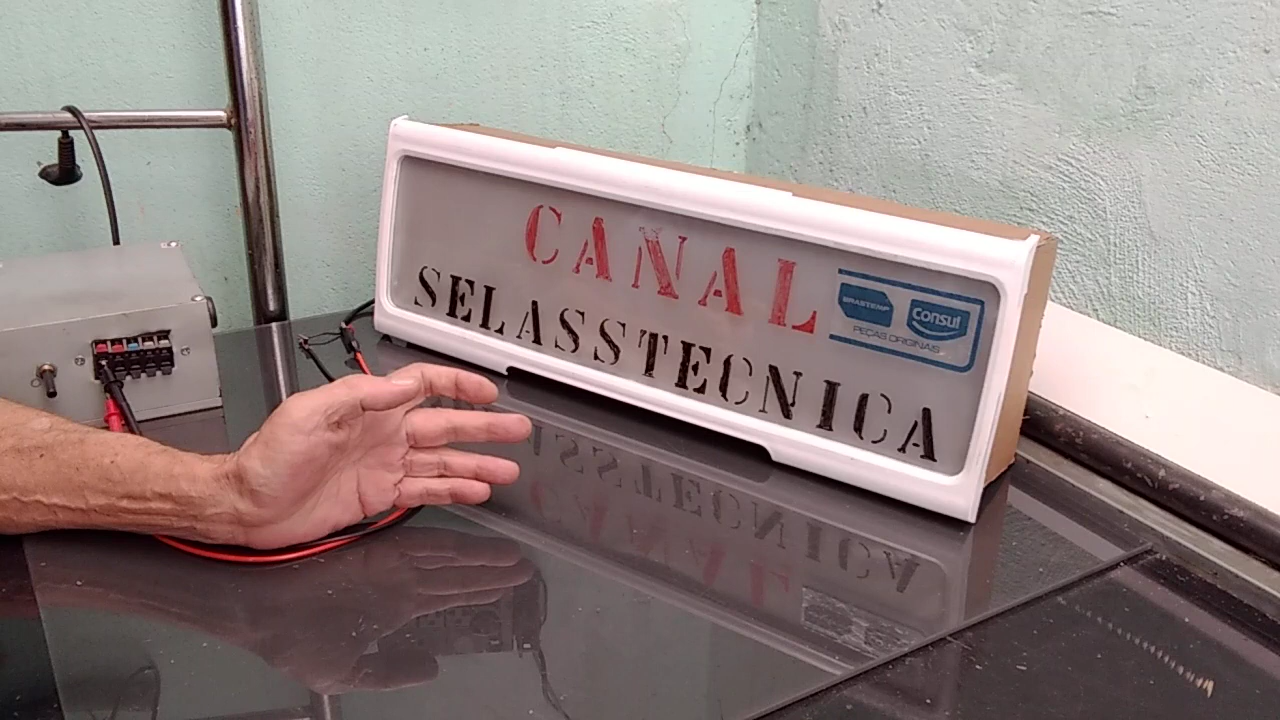 CANAL
SELASSTECNICA
BRASTEMP
Consul
PEÇAS ORIGINAIS